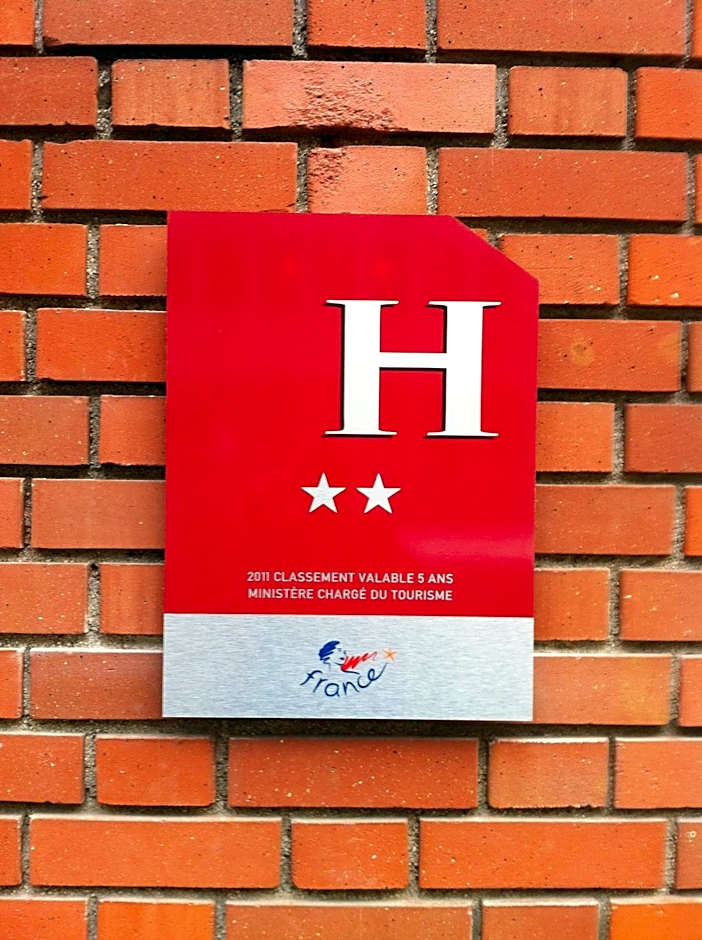 H
2011 CLASSEMENT VALABLE 5 ANS
MINISTÈRE CHARGÉ DU TOURISME
france